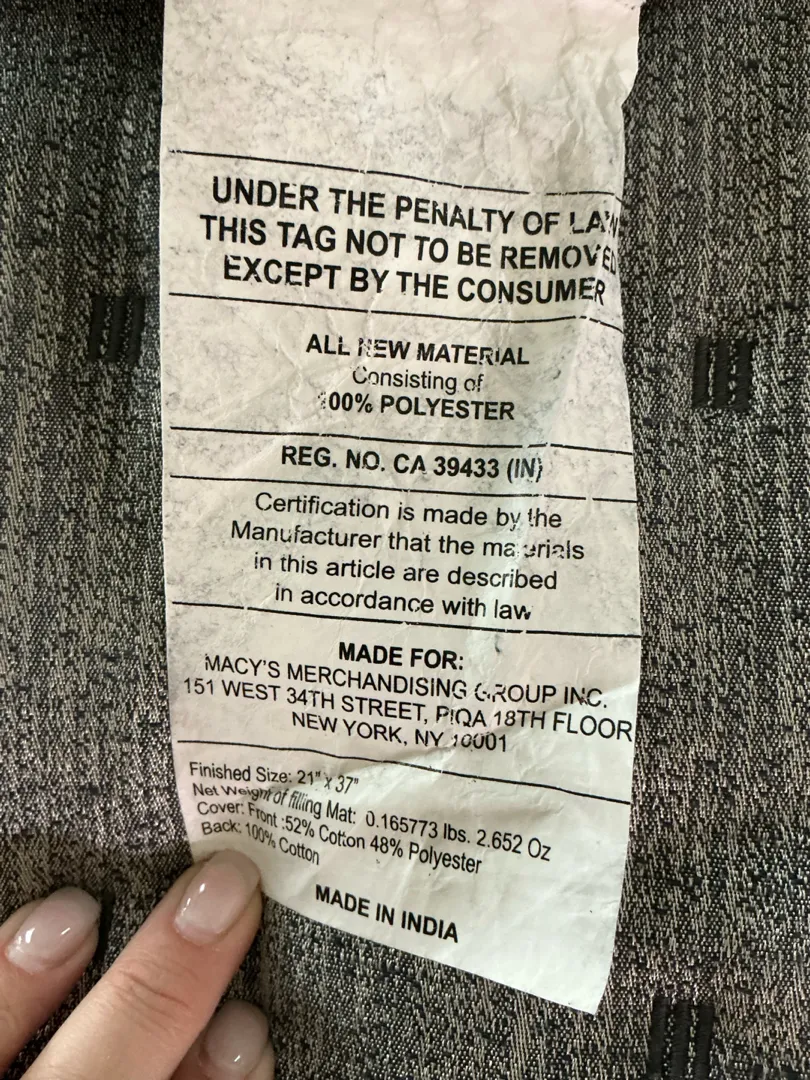 UNDER THE PENALTY OF LAW
THIS TAG NOT TO BE REMOVED
EXCEPT BY THE CONSUMER
ALL NEW MATERIAL
Consisting of
100% POLYESTER
REG. NO. CA 39433 (IN)
Certification is made by the
Manufacturer that the materials
in this article are described
in accordance with law
MADE FOR:
MACY'S MERCHANDISING GROUP INC.
151 WEST 34TH STREET, PIQA 18TH FLOOR
NEW YORK, NY 10001
Finished Size: 21" x 37"
Net Weight of filling Mat: 0.165773 lbs. 2.652 Oz
Cover: Front :52% Cotton 48% Polyester
Back: 100% Cotton
MADE IN INDIA